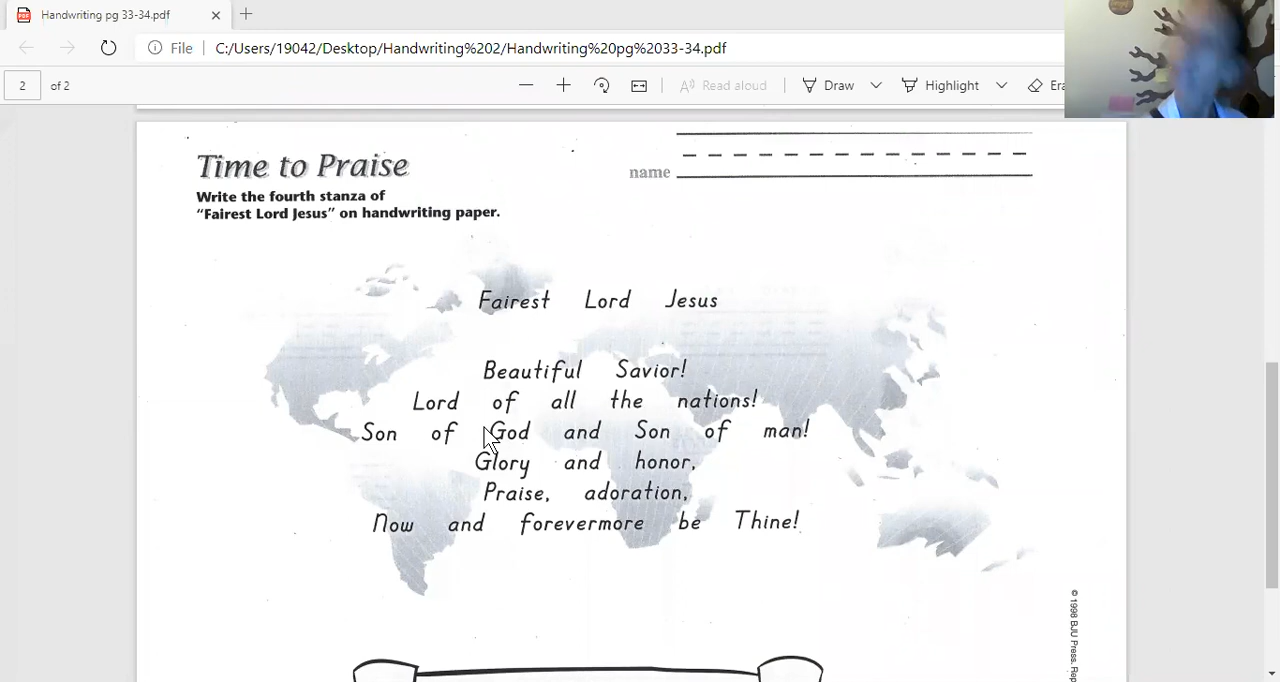 Handwriting pg 33-34.pdf
File C:/Users/19042/Desktop/Handwriting%202/Handwriting%20pg%2033-34.pdf
2 of 2 Read aloud Draw Highlight Era
Time to Praise
name
Write the fourth stanza of
“Fairest Lord Jesus” on handwriting paper.
Fairest Lord Jesus
Beautiful Savior!
Lord of all the nations!
Son of God and Son of man!
Glory and honor,
Praise, adoration,
Now and forevermore be Thine!
© 1998 BJU Press. Rep